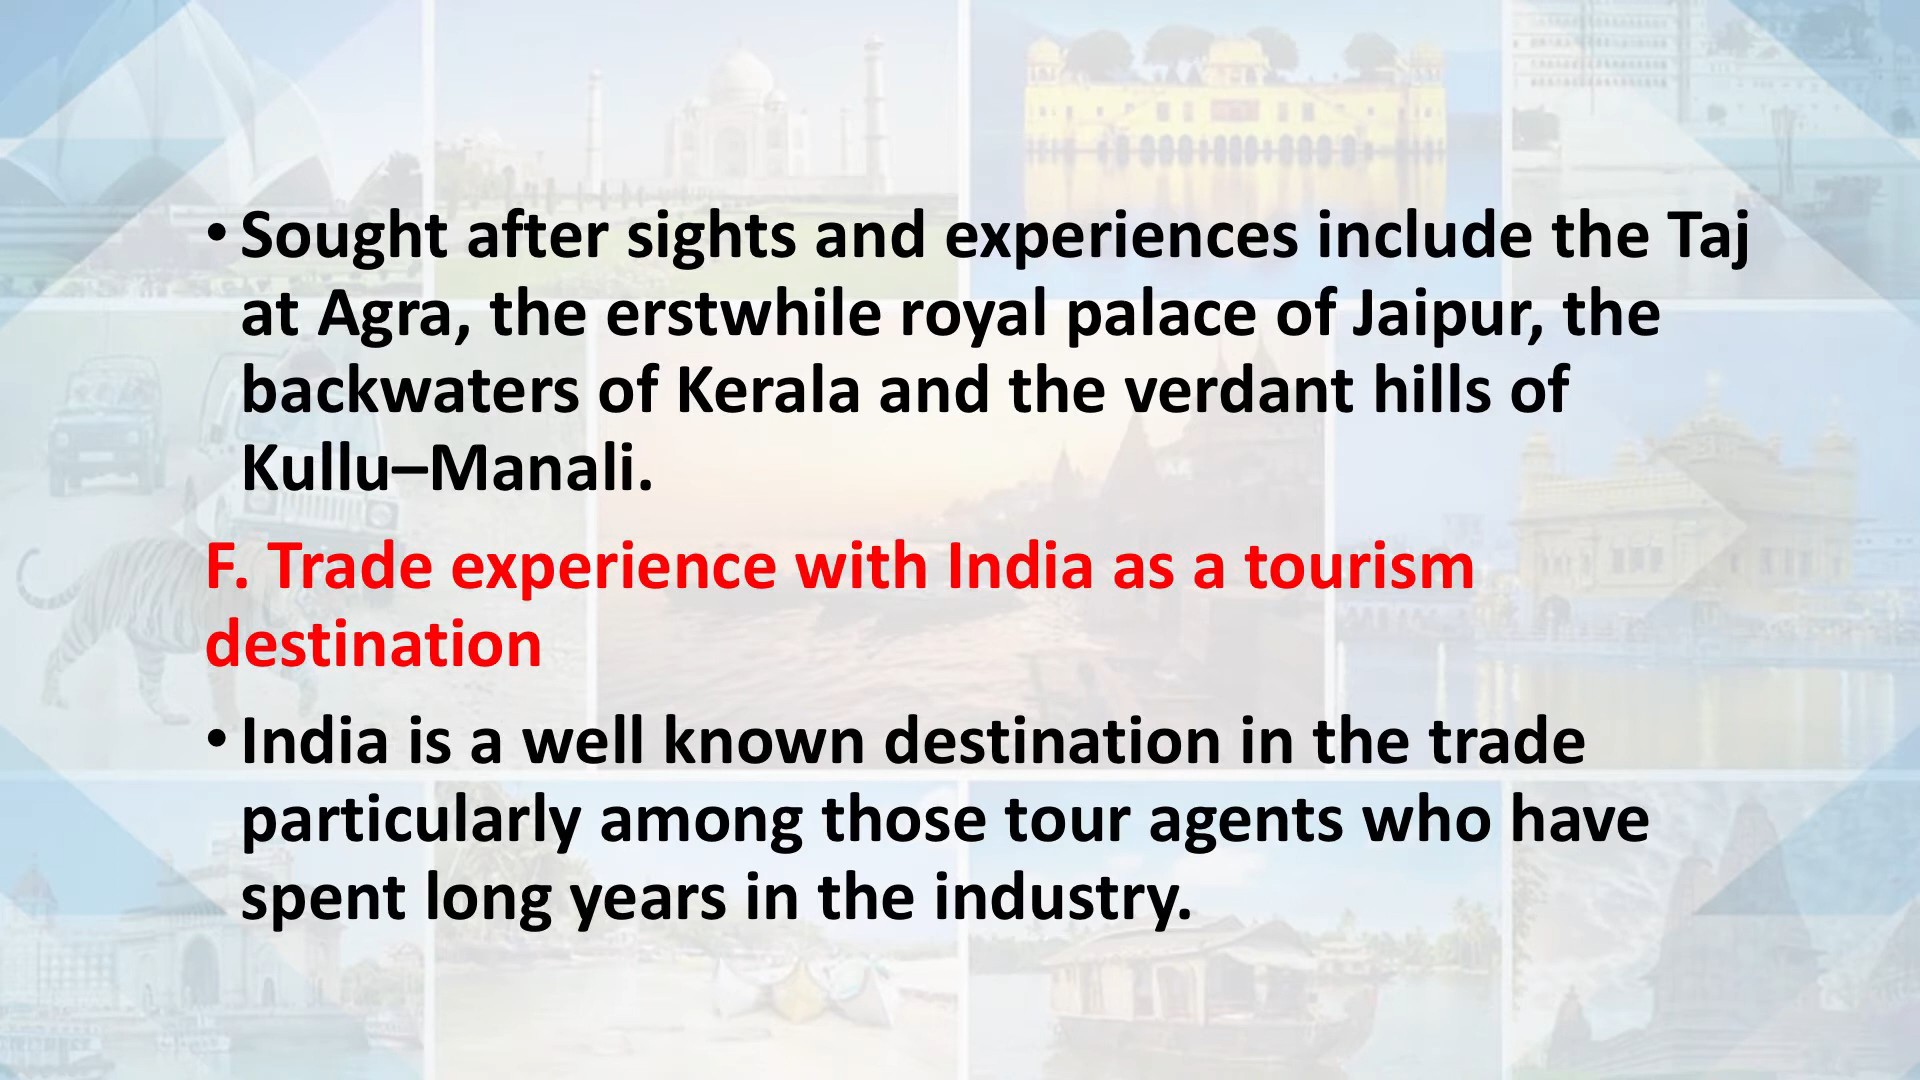 • Sought after sights and experiences include the Taj
at Agra, the erstwhile royal palace of Jaipur, the
backwaters of Kerala and the verdant hills of
Kullu–Manali.
F. Trade experience with India as a tourism
destination
• India is a well known destination in the trade
particularly among those tour agents who have
spent long years in the industry.